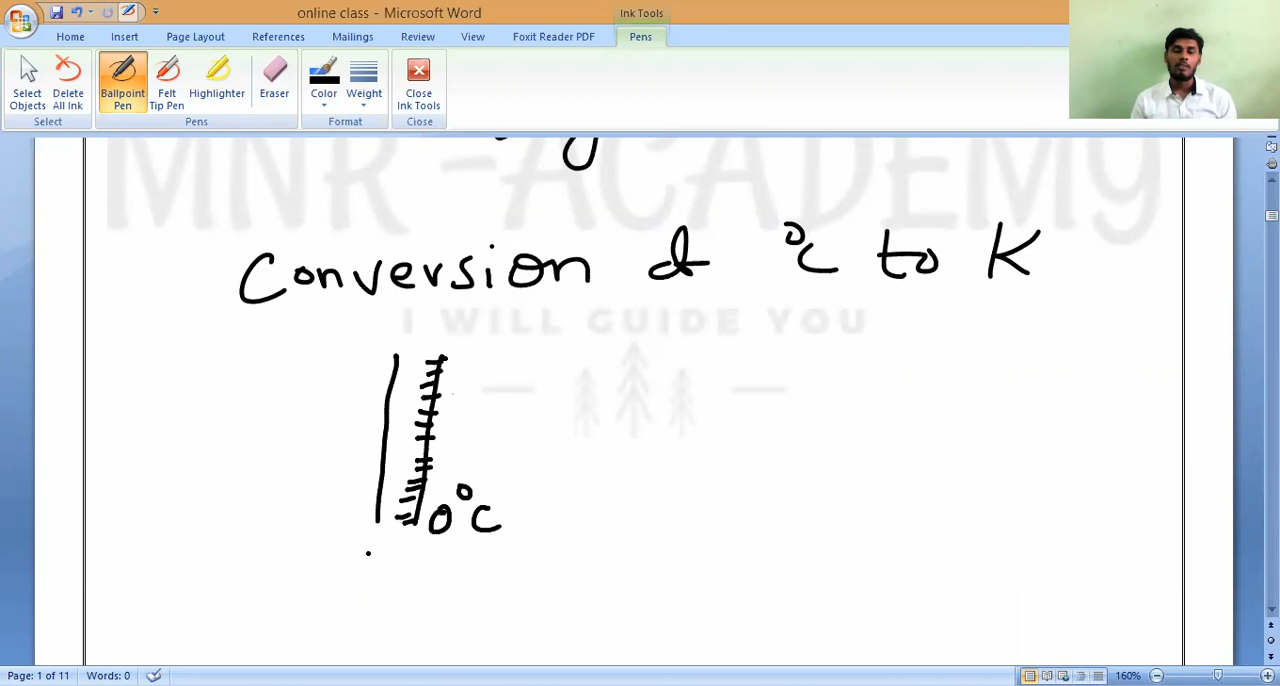 online class - Microsoft Word
Ink Tools
Home Insert Page Layout References Mailings Review View Foxit Reader PDF Pens
Select Objects
Delete All Ink
Ballpoint Pen
Felt Tip Pen
Highlighter
Eraser
Color
Weight
Close Ink Tools
Select Pens Format Close
MNR -ACADEMY
Conversion of °C to K
I WILL GUIDE YOU
0°C
Page: 1 of 11 Words: 0 160%